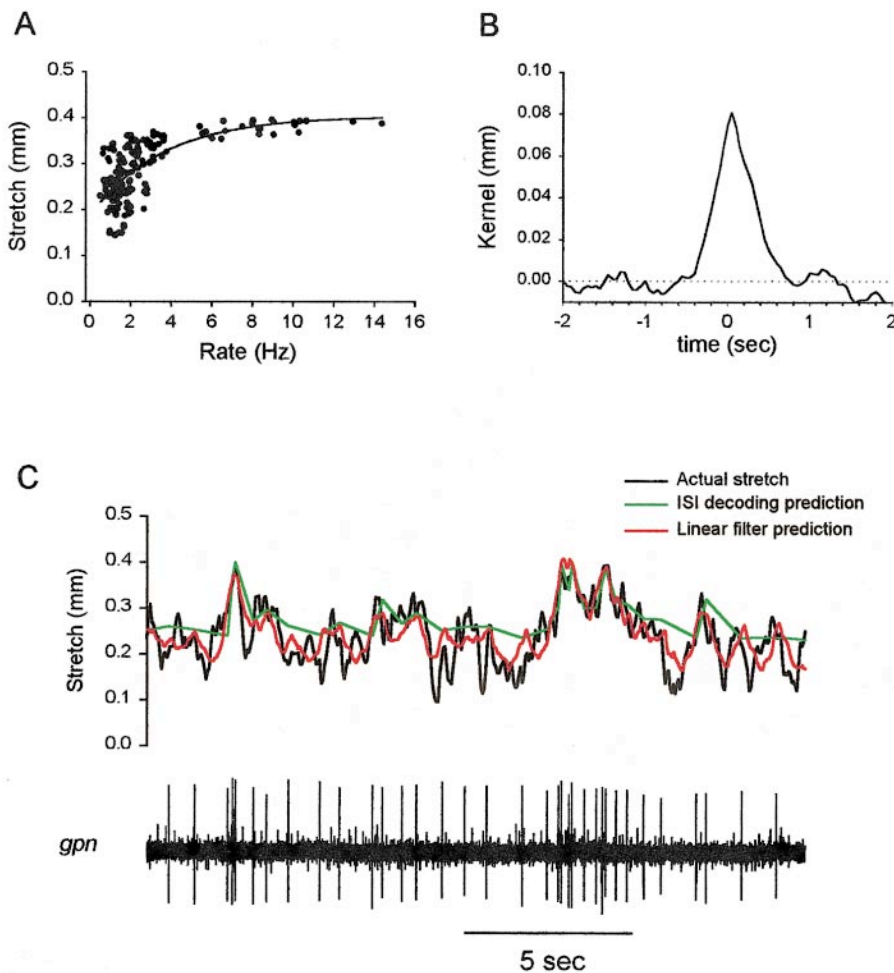 A
Stretch (mm)
0.5
0.4
0.3
0.2
0.1
0.0
0 2 4 6 8 10 12 14 16
Rate (Hz)
B
Kernel (mm)
0.10
0.08
0.06
0.04
0.02
0.00
-2 -1 0 1 2
time (sec)
C
Actual stretch
ISI decoding prediction
Linear filter prediction
Stretch (mm)
0.5
0.4
0.3
0.2
0.1
0.0
gpn
5 sec